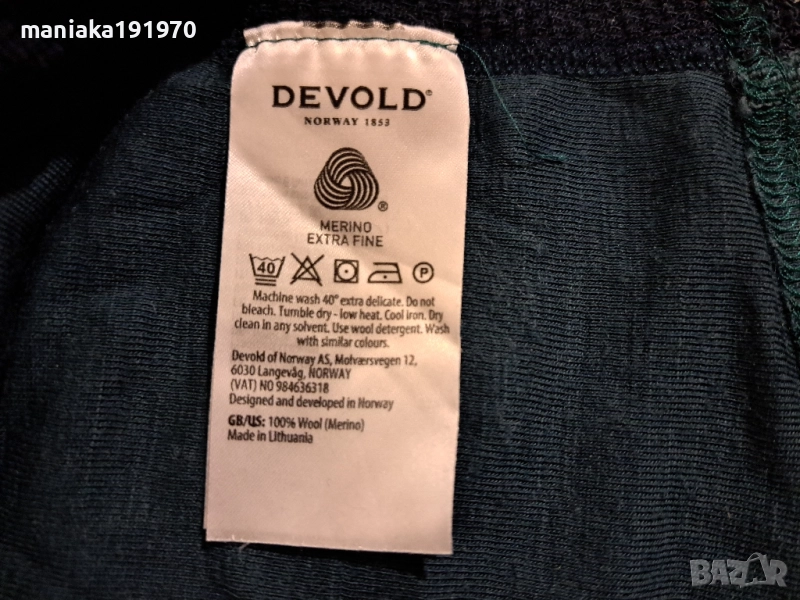 maniaka191970
DEVOLD®
NORWAY 1853
®
MERINO
EXTRA FINE
40 P
Machine wash 40° extra delicate. Do not
bleach. Tumble dry - low heat. Cool iron. Dry
clean in any solvent. Use wool detergent. Wash
with similar colours.
Devold of Norway AS, Molværsvegen 12,
6030 Langevåg, NORWAY
(VAT) NO 984636318
Designed and developed in Norway
GB/US: 100% Wool (Merino)
Made in Lithuania
BAZAR